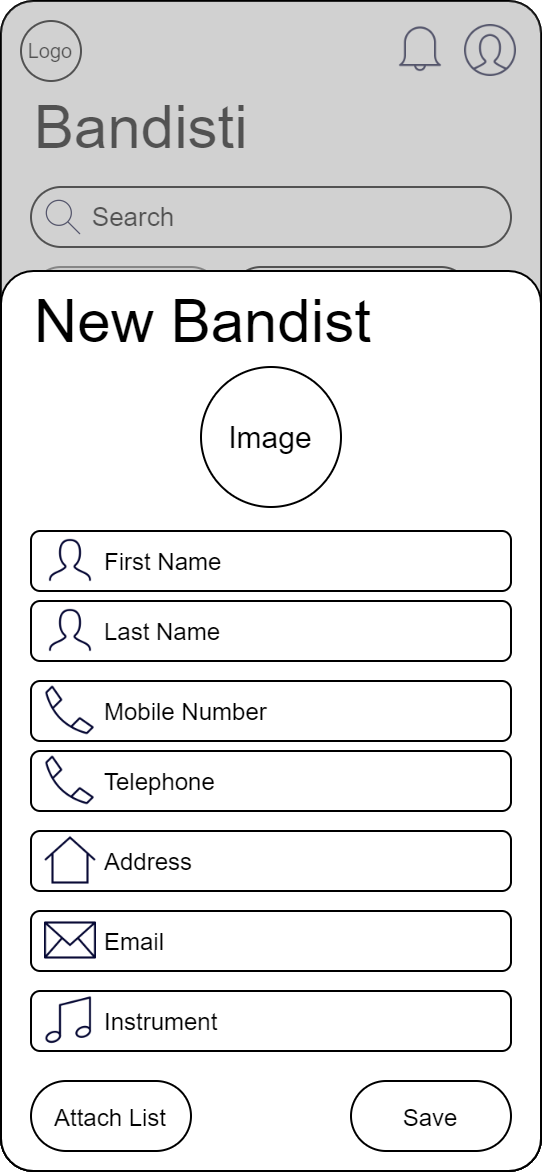 Logo
Bandisti
Search
New Bandist
Image
First Name
Last Name
Mobile Number
Telephone
Address
Email
Instrument
Attach List
Save